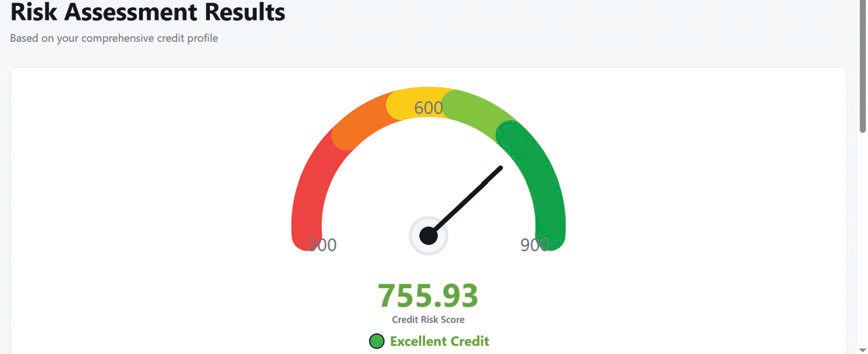 Risk Assessment Results
Based on your comprehensive credit profile
600
300
900
755.93
Credit Risk Score
Excellent Credit